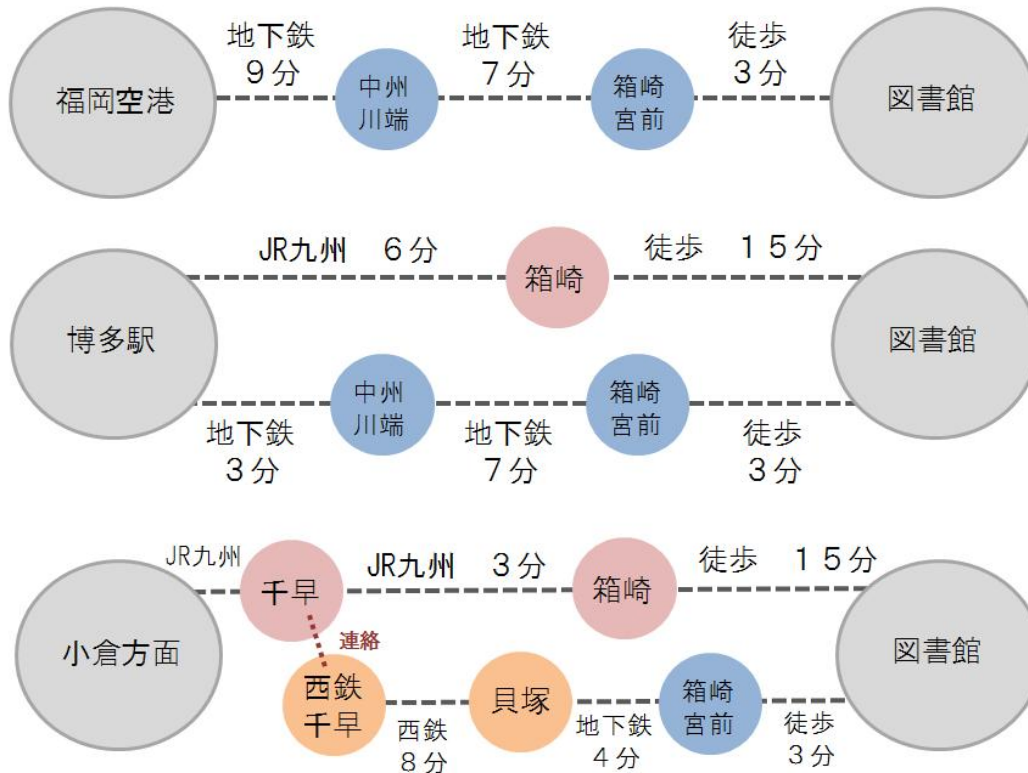 地下鉄
9分
地下鉄
7分
徒歩
3分
福岡空港
中州
川端
箱崎
宮前
図書館
JR九州 6分
箱崎
徒歩 15分
博多駅
図書館
中州
川端
箱崎
宮前
地下鉄
3分
地下鉄
7分
徒歩
3分
JR九州
千早
JR九州 3分
箱崎
徒歩 15分
小倉方面
連絡
図書館
西鉄
千早
貝塚
箱崎
宮前
西鉄
8分
地下鉄
4分
徒歩
3分